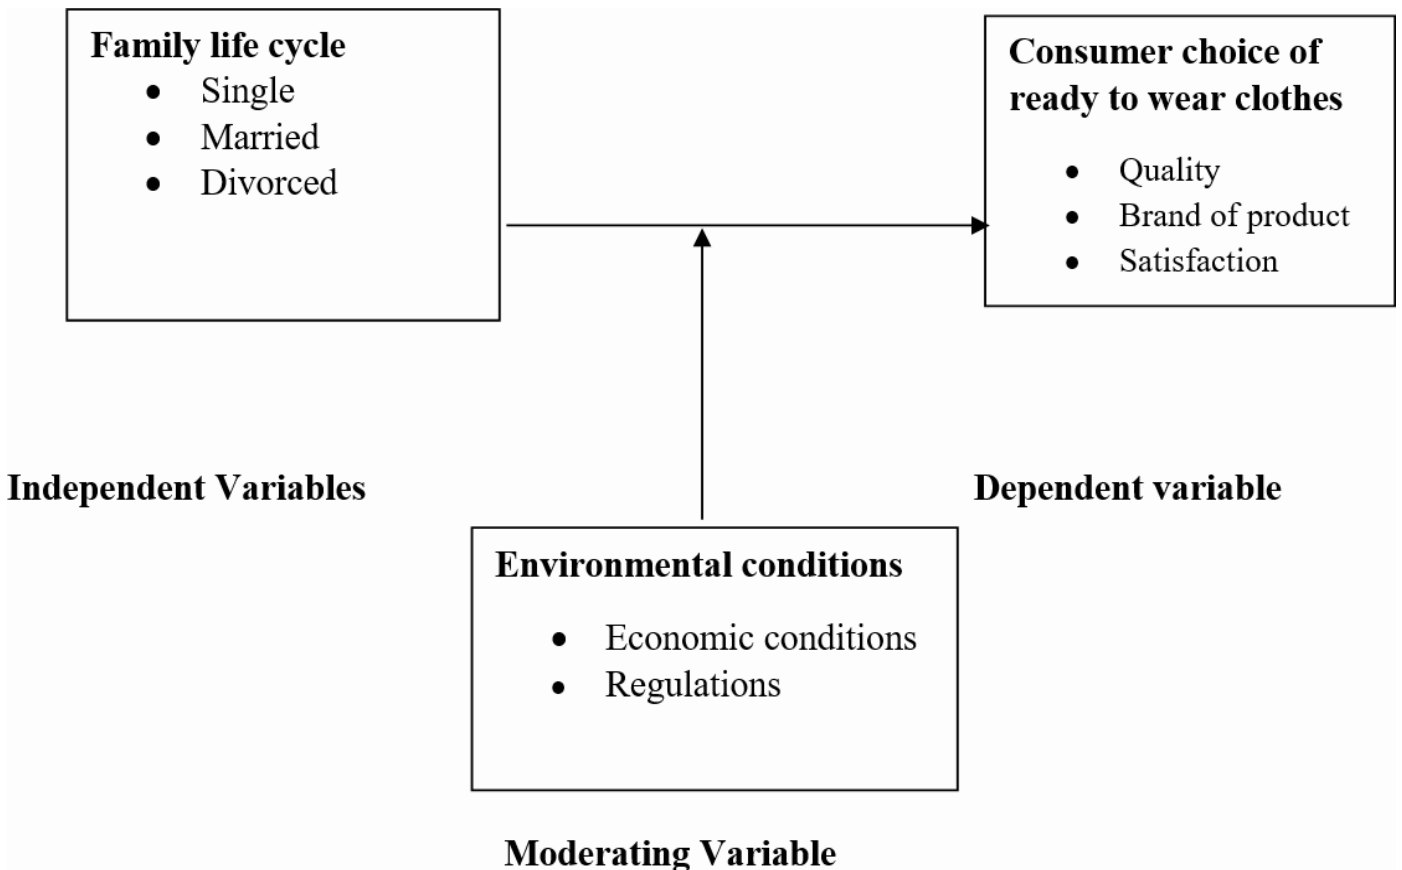 Family life cycle
• Single
• Married
• Divorced
Consumer choice of
ready to wear clothes
• Quality
• Brand of product
• Satisfaction
Independent Variables
Dependent variable
Environmental conditions
• Economic conditions
• Regulations
Moderating Variable